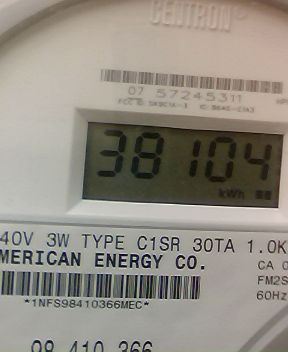 CENTRON®
07 57245311
38104
kWh
40V 3W TYPE C1SR 30TA 1.0K
MERICAN ENERGY CO.
CA 0
FM2S
60Hz
*1NFS98410366MEC*
98 410 366